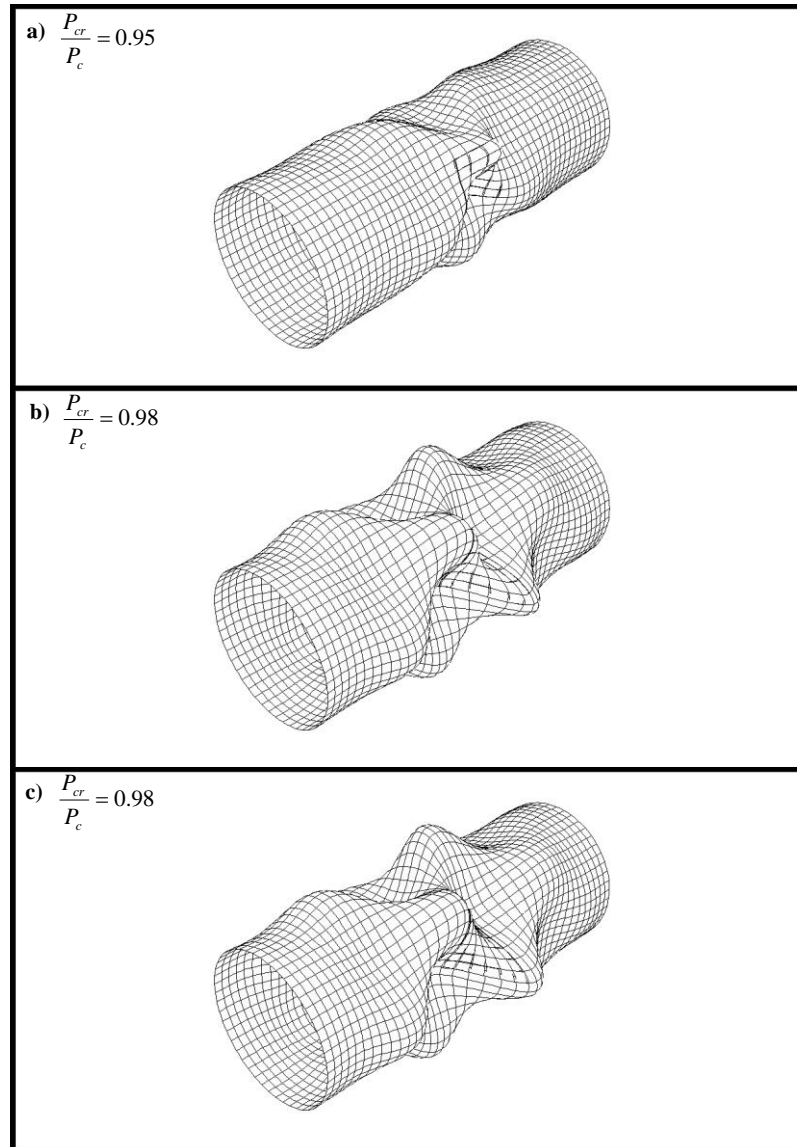 a) P_cr/P_c = 0.95
b) P_cr/P_c = 0.98
c) P_cr/P_c = 0.98